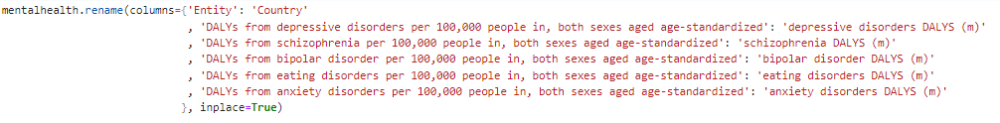 mentalhealth.rename(columns={'Entity': 'Country'
, 'DALYs from depressive disorders per 100,000 people in, both sexes aged age-standardized': 'depressive disorders DALYS (m)'
, 'DALYs from schizophrenia per 100,000 people in, both sexes aged age-standardized': 'schizophrenia DALYS (m)'
, 'DALYs from bipolar disorder per 100,000 people in, both sexes aged age-standardized': 'bipolar disorder DALYS (m)'
, 'DALYs from eating disorders per 100,000 people in, both sexes aged age-standardized': 'eating disorders DALYS (m)'
, 'DALYs from anxiety disorders per 100,000 people in, both sexes aged age-standardized': 'anxiety disorders DALYS (m)'
}, inplace=True)